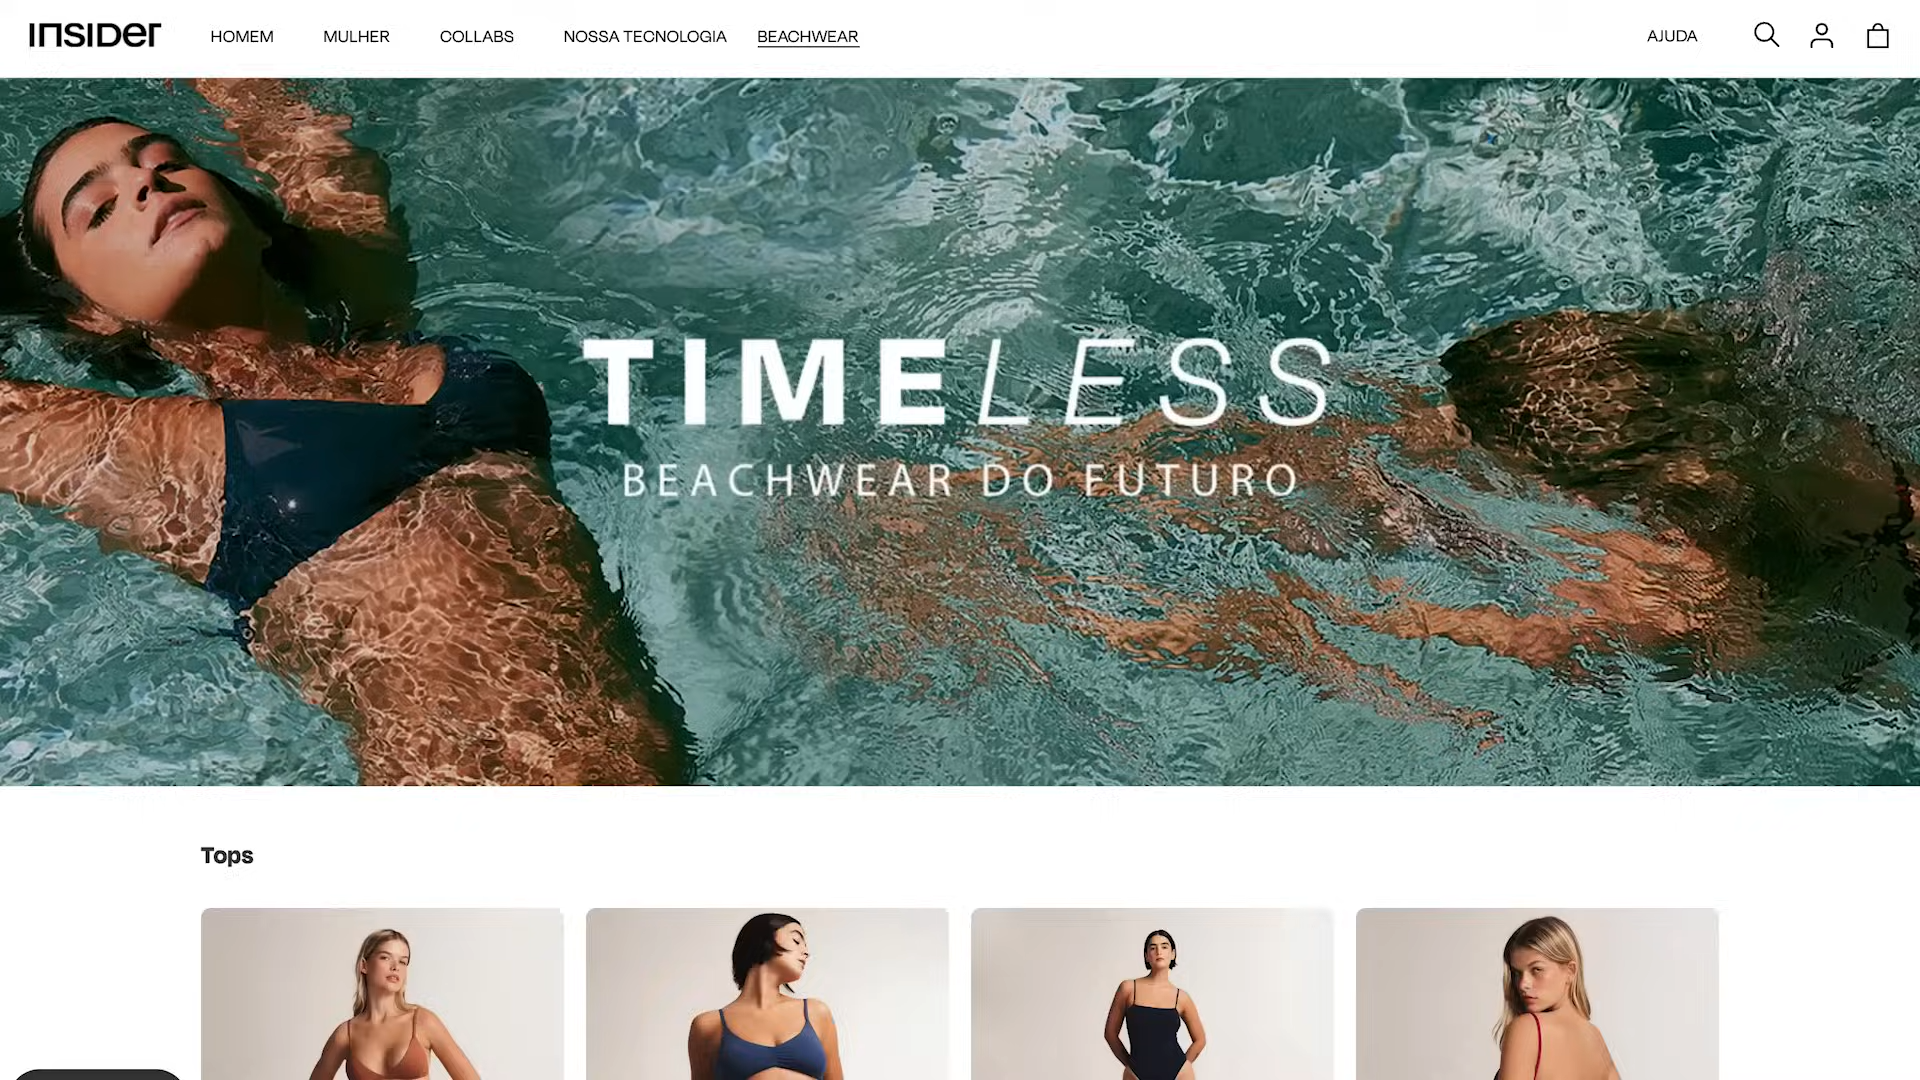 INSIDER
HOMEM
MULHER
COLLABS
NOSSA TECNOLOGIA
BEACHWEAR
AJUDA
TIMELESS
BEACHWEAR DO FUTURO
Tops